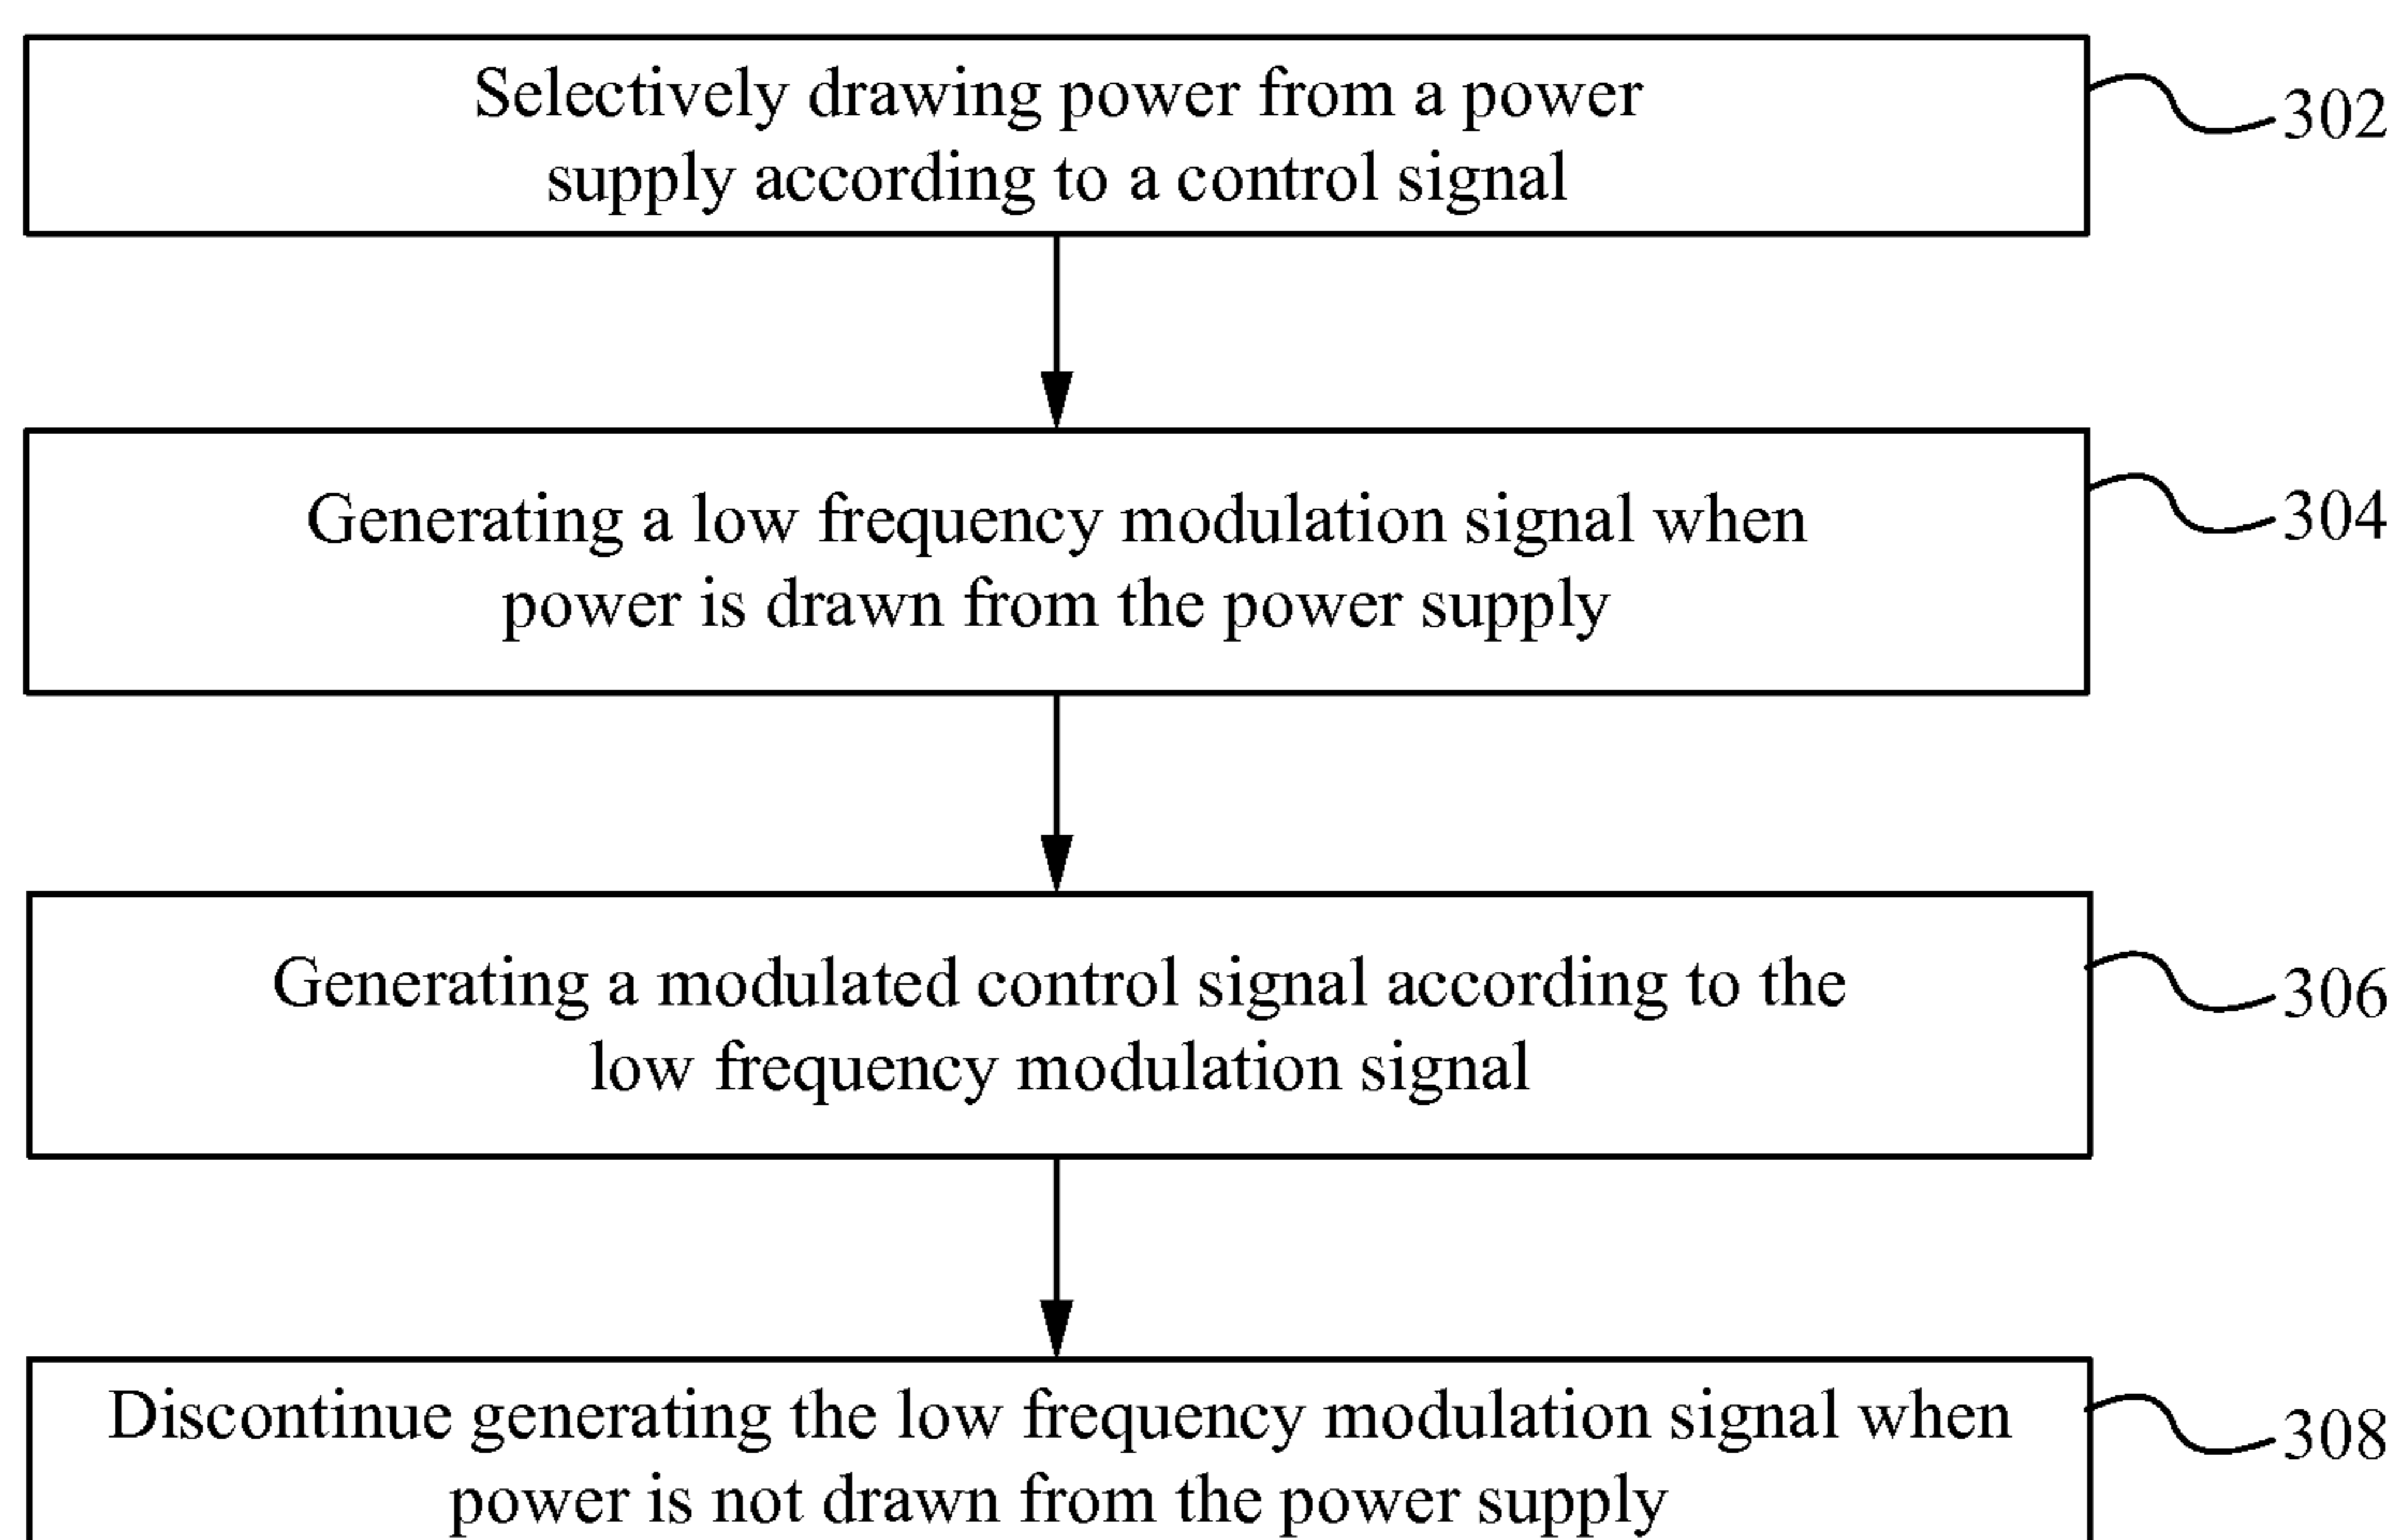 Selectively drawing power from a power
supply according to a control signal
302
Generating a low frequency modulation signal when
power is drawn from the power supply
304
Generating a modulated control signal according to the
low frequency modulation signal
306
Discontinue generating the low frequency modulation signal when
power is not drawn from the power supply
308